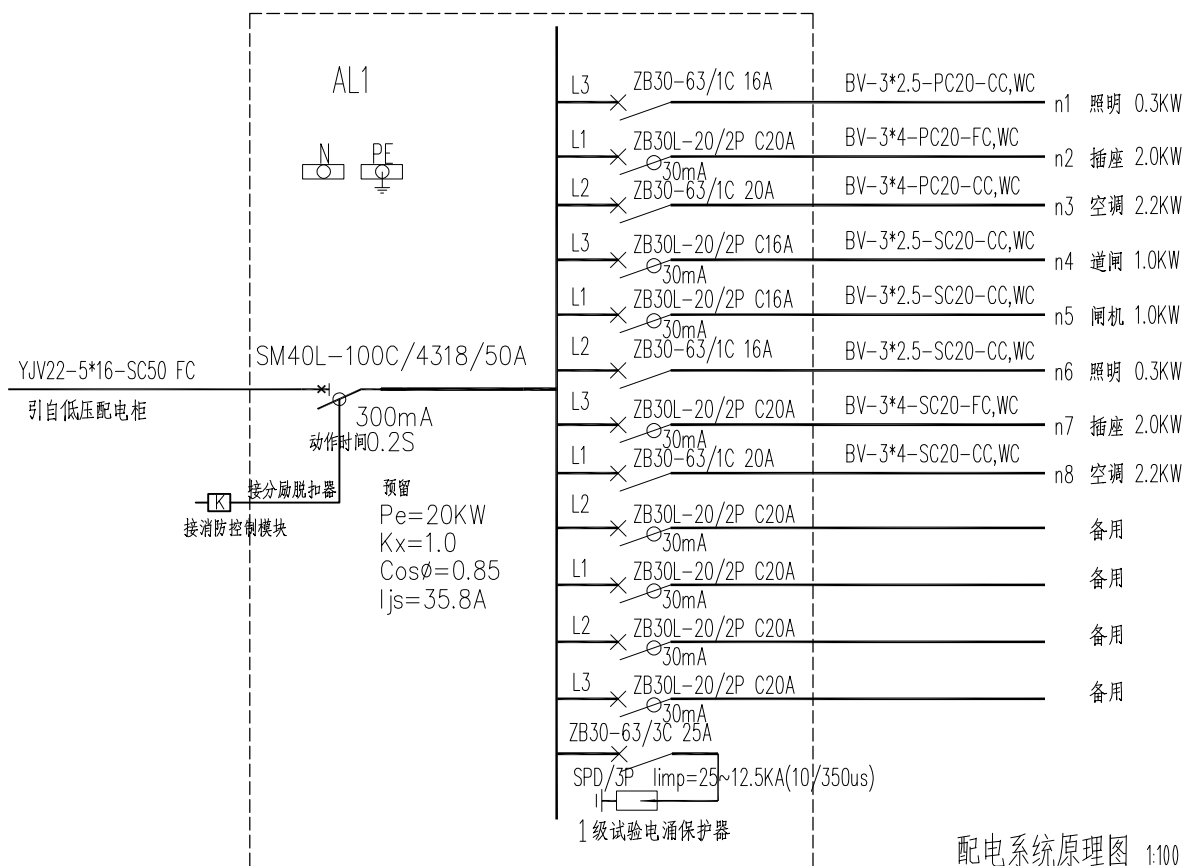 AL1
N PE
L3 ZB30-63/1C 16A BV-3*2.5-PC20-CC,WC n1 照明 0.3KW
L1 ZB30L-20/2P C20A BV-3*4-PC20-FC,WC n2 插座 2.0KW
30mA
L2 ZB30-63/1C 20A BV-3*4-PC20-CC,WC n3 空调 2.2KW
L3 ZB30L-20/2P C16A BV-3*2.5-SC20-CC,WC n4 道闸 1.0KW
30mA
L1 ZB30L-20/2P C16A BV-3*2.5-SC20-CC,WC n5 闸机 1.0KW
30mA
L2 ZB30-63/1C 16A BV-3*2.5-SC20-CC,WC n6 照明 0.3KW
L3 ZB30L-20/2P C20A BV-3*4-SC20-FC,WC n7 插座 2.0KW
30mA
L1 ZB30-63/1C 20A BV-3*4-SC20-CC,WC n8 空调 2.2KW
L2 ZB30L-20/2P C20A 备用
30mA
L1 ZB30L-20/2P C20A 备用
30mA
L2 ZB30L-20/2P C20A 备用
30mA
L3 ZB30L-20/2P C20A 备用
30mA
ZB30-63/3C 25A
SPD/3P Iimp=25~12.5KA(10/350us)
1级试验电涌保护器
YJV22-5*16-SC50 FC
引自低压配电柜
SM40L-100C/4318/50A
300mA
动作时间0.2S
接分励脱扣器
K
接消防控制模块
预留
Pe=20KW
Kx=1.0
Cosø=0.85
Ijs=35.8A
配电系统原理图 1:100